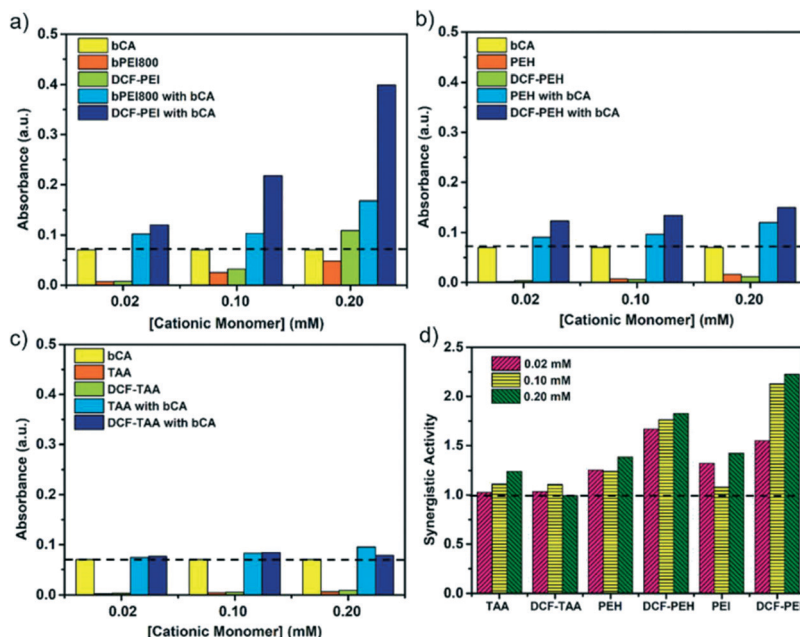 a)
0.5
0.4
0.3
0.2
0.1
0.0
Absorbance (a.u.)
bCA
bPEI800
DCF-PEI
bPEI800 with bCA
DCF-PEI with bCA
0.02
0.10
0.20
[Cationic Monomer] (mM)
b)
0.5
0.4
0.3
0.2
0.1
0.0
Absorbance (a.u.)
bCA
PEH
DCF-PEH
PEH with bCA
DCF-PEH with bCA
0.02
0.10
0.20
[Cationic Monomer] (mM)
c)
0.5
0.4
0.3
0.2
0.1
0.0
Absorbance (a.u.)
bCA
TAA
DCF-TAA
TAA with bCA
DCF-TAA with bCA
0.02
0.10
0.20
[Cationic Monomer] (mM)
d)
2.5
2.0
1.5
1.0
0.5
0.0
Synergistic Activity
0.02 mM
0.10 mM
0.20 mM
TAA
DCF-TAA
PEH
DCF-PEH
PEI
DCF-PEI